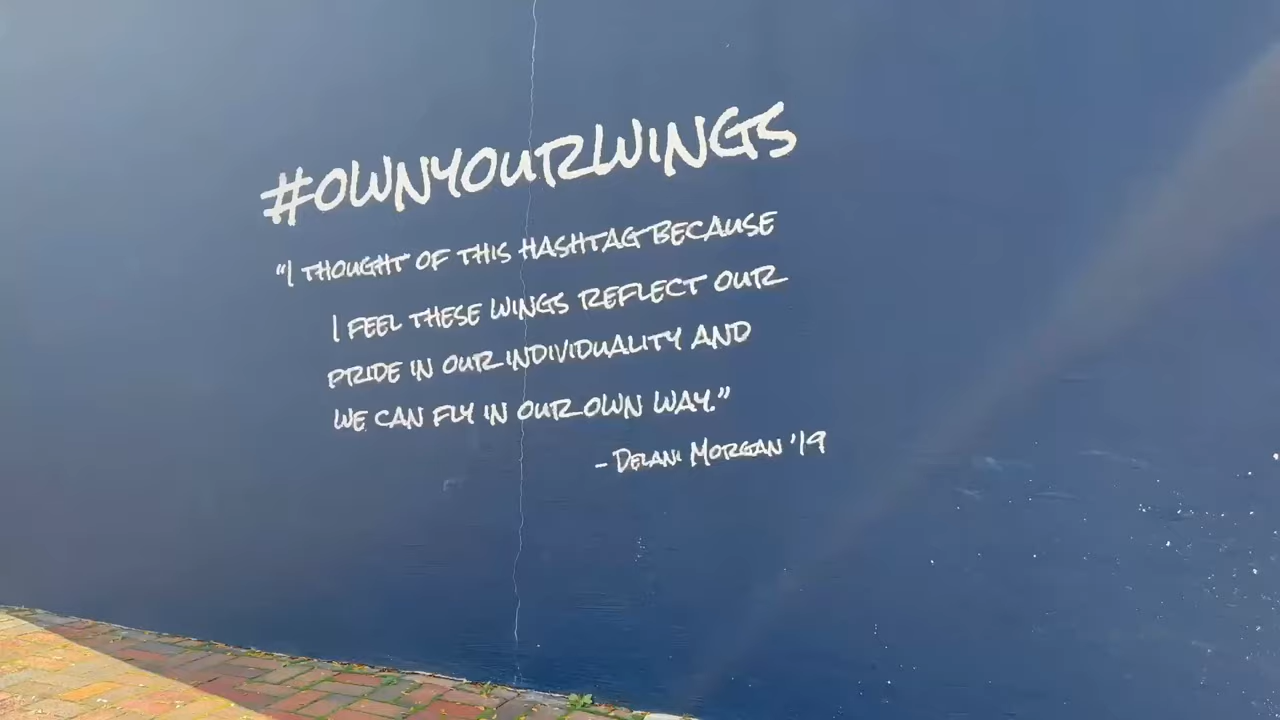 #OWNYOURWINGS
"I THOUGHT OF THIS HASHTAG BECAUSE
I FEEL THESE WINGS REFLECT OUR
PRIDE IN OUR INDIVIDUALITY AND
WE CAN FLY IN OUR OWN WAY."
- DELANI MORGAN '19